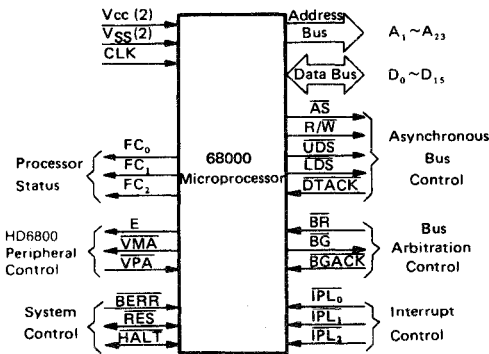 Vcc (2)
VSS (2)
CLK
Address
Bus
A₁~A₂₃
Data Bus
D₀~D₁₅
AS
R/W
UDS
LDS
DTACK
Asynchronous
Bus
Control
FC₀
FC₁
FC₂
Processor
Status
68000
Microprocessor
E
VMA
VPA
HD6800
Peripheral
Control
BR
BG
BGACK
Bus
Arbitration
Control
BERR
RES
HALT
System
Control
IPL₀
IPL₁
IPL₂
Interrupt
Control